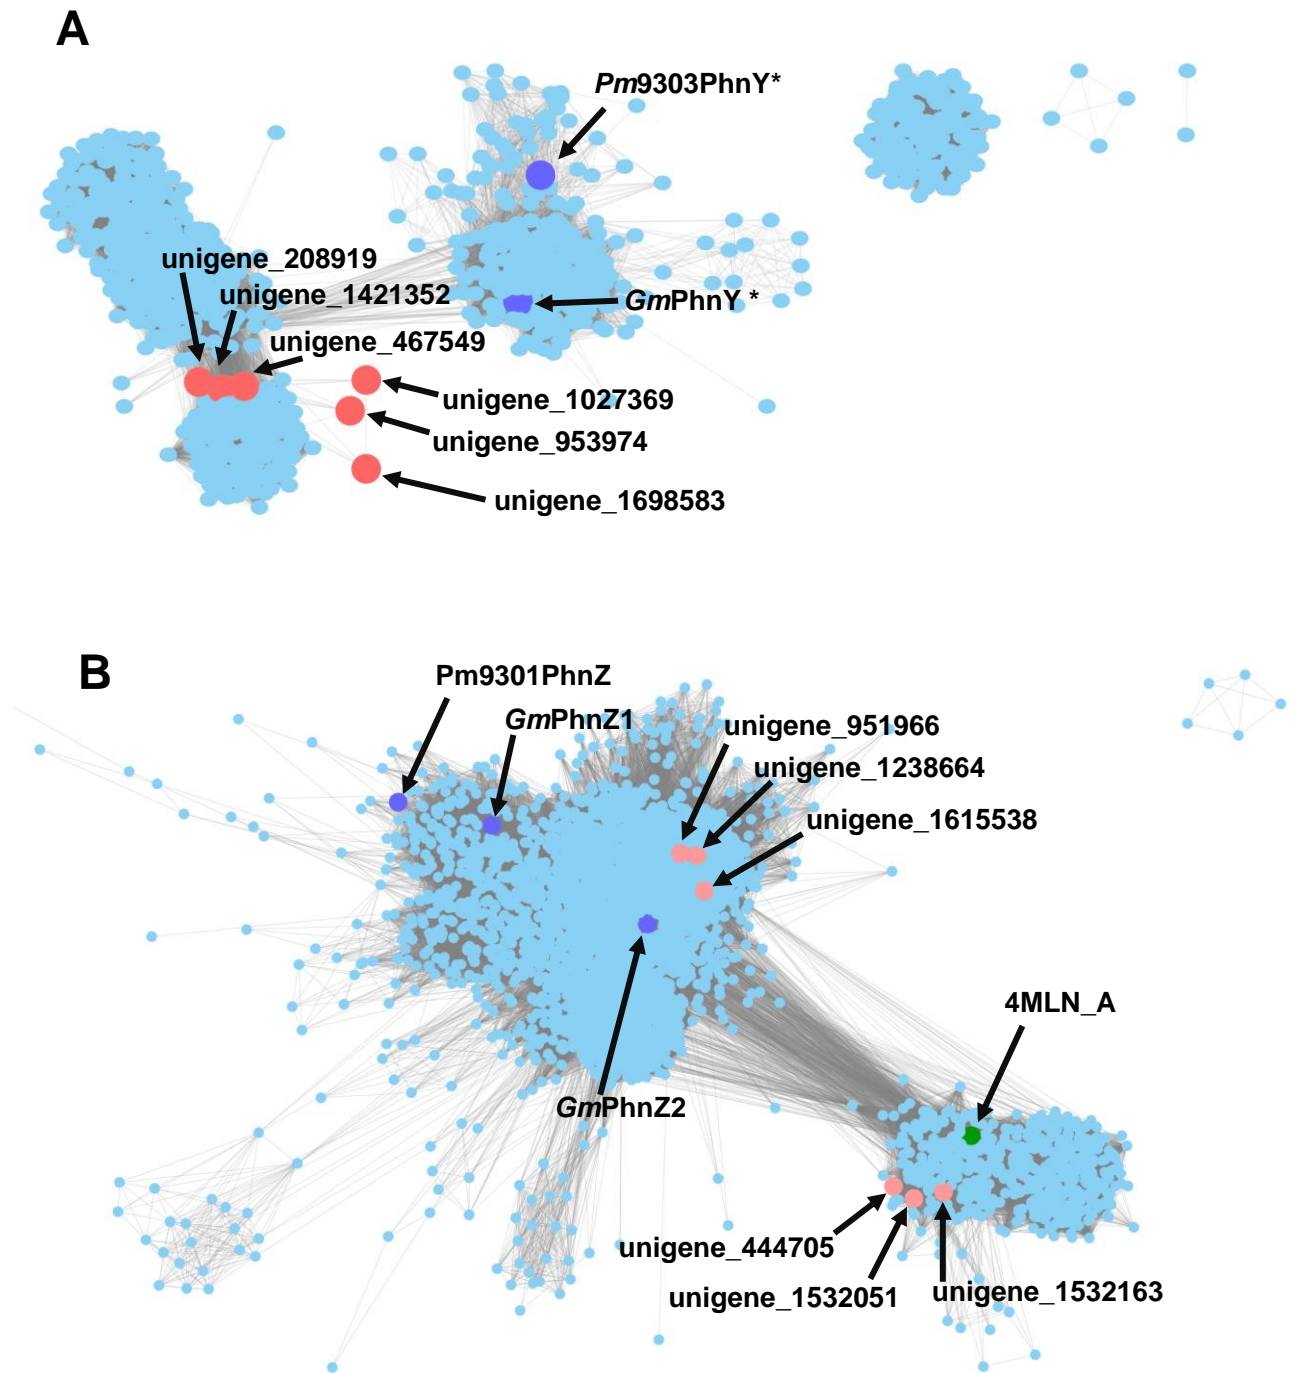 A
Pm9303PhnY*
unigene_208919
unigene_1421352
GmPhnY *
unigene_467549
unigene_1027369
unigene_953974
unigene_1698583
B
Pm9301PhnZ
GmPhnZ1
unigene_951966
unigene_1238664
unigene_1615538
4MLN_A
GmPhnZ2
unigene_444705
unigene_1532051
unigene_1532163